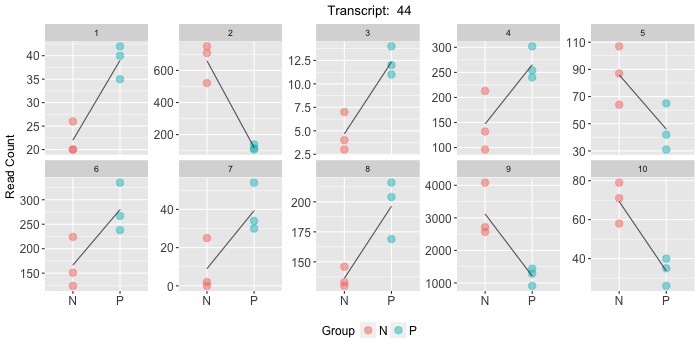 Transcript: 44
1 2 3 4 5
40 35 30 25 20
600 400 200
12.5 10.0 7.5 5.0 2.5
300 250 200 150 100
110 90 70 50 30
Read Count
6 7 8 9 10
300 250 200 150
40 20 0
200 175 150
4000 3000 2000 1000
80 60 40
N P N P N P N P N P
Group N P